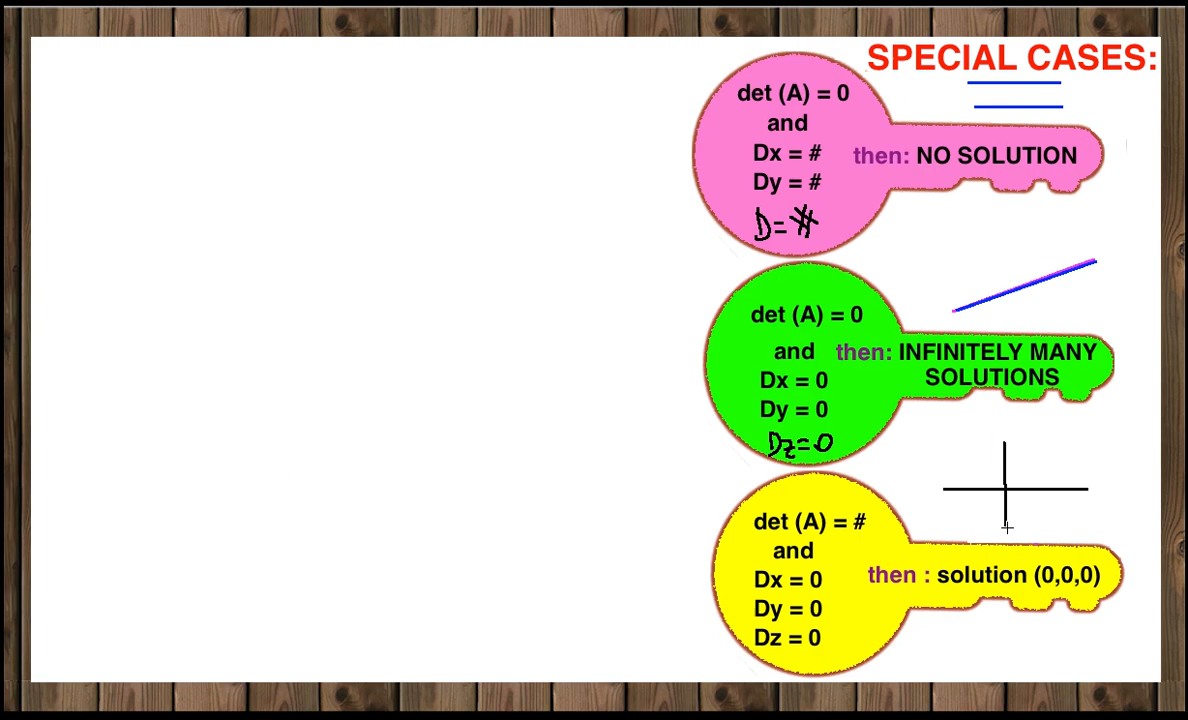 SPECIAL CASES:
det (A) = 0
and
Dx = #
Dy = #
D=#
then: NO SOLUTION
det (A) = 0
and
Dx = 0
Dy = 0
Dz=0
then: INFINITELY MANY
SOLUTIONS
det (A) = #
and
Dx = 0
Dy = 0
Dz = 0
then : solution (0,0,0)